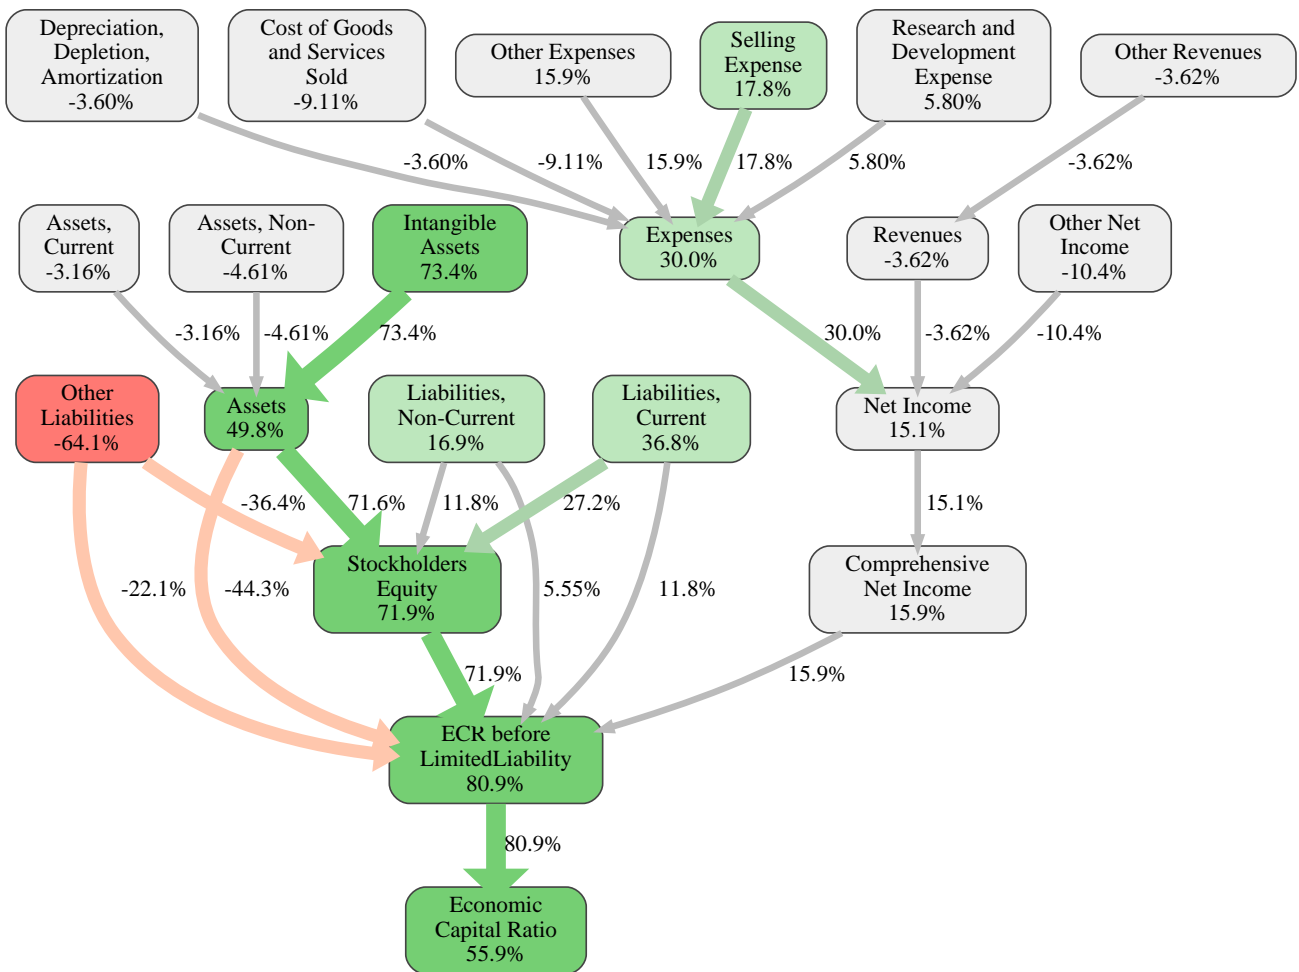 Depreciation,
Depletion,
Amortization
-3.60%
Cost of Goods
and Services
Sold
-9.11%
Other Expenses
15.9%
Selling
Expense
17.8%
Research and
Development
Expense
5.80%
Other Revenues
-3.62%
-3.60%
-9.11%
15.9%
17.8%
5.80%
-3.62%
Assets,
Current
-3.16%
Assets, Non-
Current
-4.61%
Intangible
Assets
73.4%
Expenses
30.0%
Revenues
-3.62%
Other Net
Income
-10.4%
-3.16%
-4.61%
73.4%
30.0%
-3.62%
-10.4%
Other
Liabilities
-64.1%
Assets
49.8%
Liabilities,
Non-Current
16.9%
Liabilities,
Current
36.8%
Net Income
15.1%
-36.4%
71.6%
11.8%
27.2%
15.1%
Stockholders
Equity
71.9%
Comprehensive
Net Income
15.9%
-22.1%
-44.3%
5.55%
11.8%
71.9%
15.9%
ECR before
LimitedLiability
80.9%
80.9%
Economic
Capital Ratio
55.9%